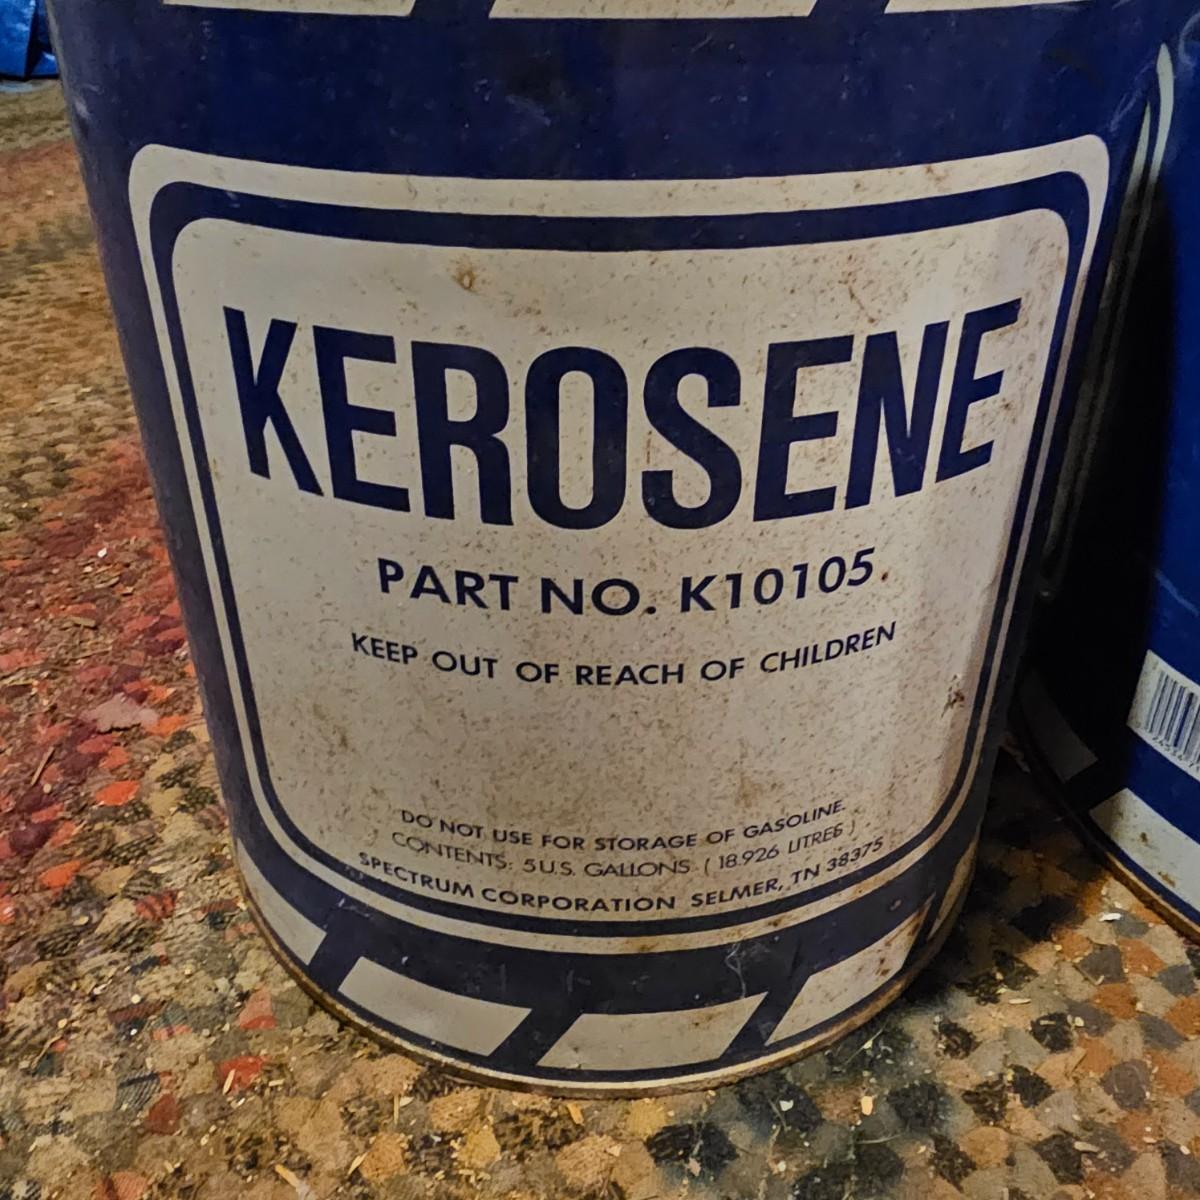 KEROSENE
PART NO. K10105
KEEP OUT OF REACH OF CHILDREN
DO NOT USE FOR STORAGE OF GASOLINE.
CONTENTS: 5 U.S. GALLONS (18.926 LITRES)
SPECTRUM CORPORATION SELMER, TN 38375